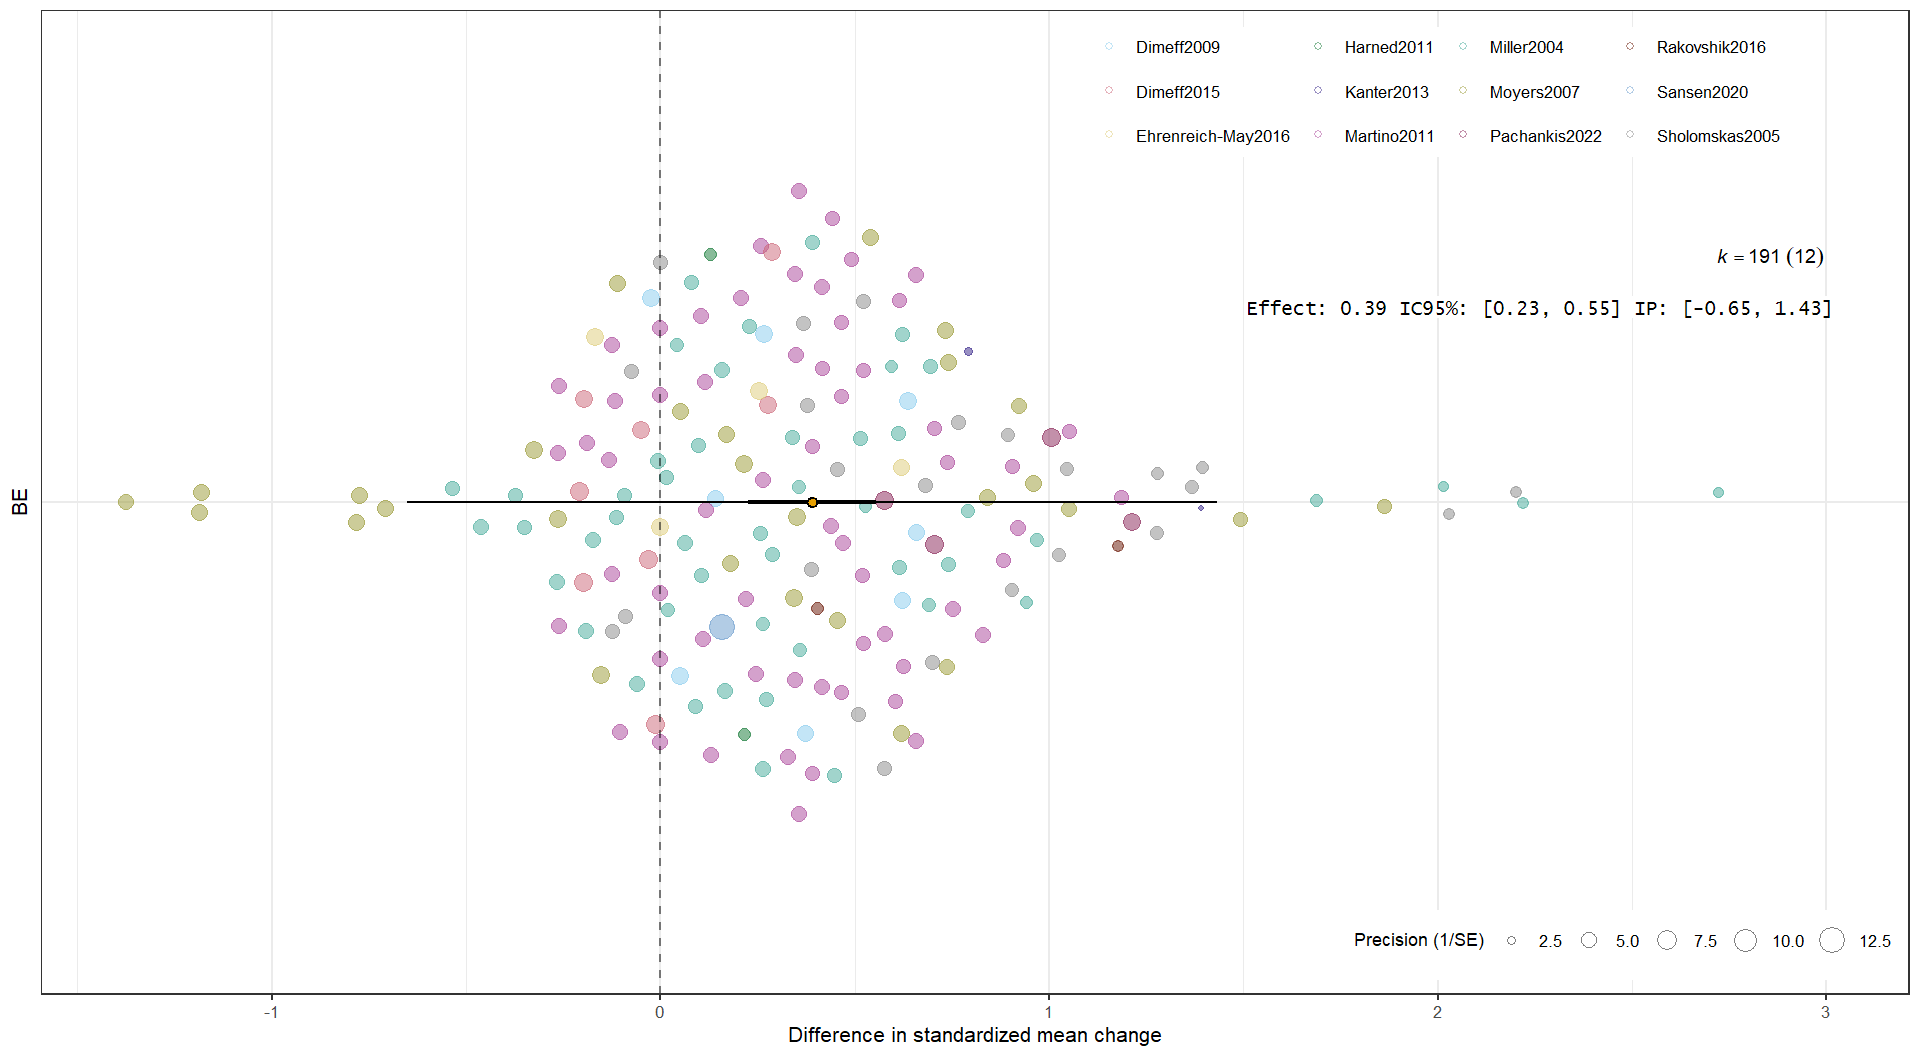 Dimeff2009 Harned2011 Miller2004 Rakovshik2016
Dimeff2015 Kanter2013 Moyers2007 Sansen2020
Ehrenreich-May2016 Martino2011 Pachankis2022 Sholomskas2005
k = 191 (12)
Effect: 0.39 IC95%: [0.23, 0.55] IP: [-0.65, 1.43]
BE
Precision (1/SE) 2.5 5.0 7.5 10.0 12.5
-1 0 1 2 3
Difference in standardized mean change